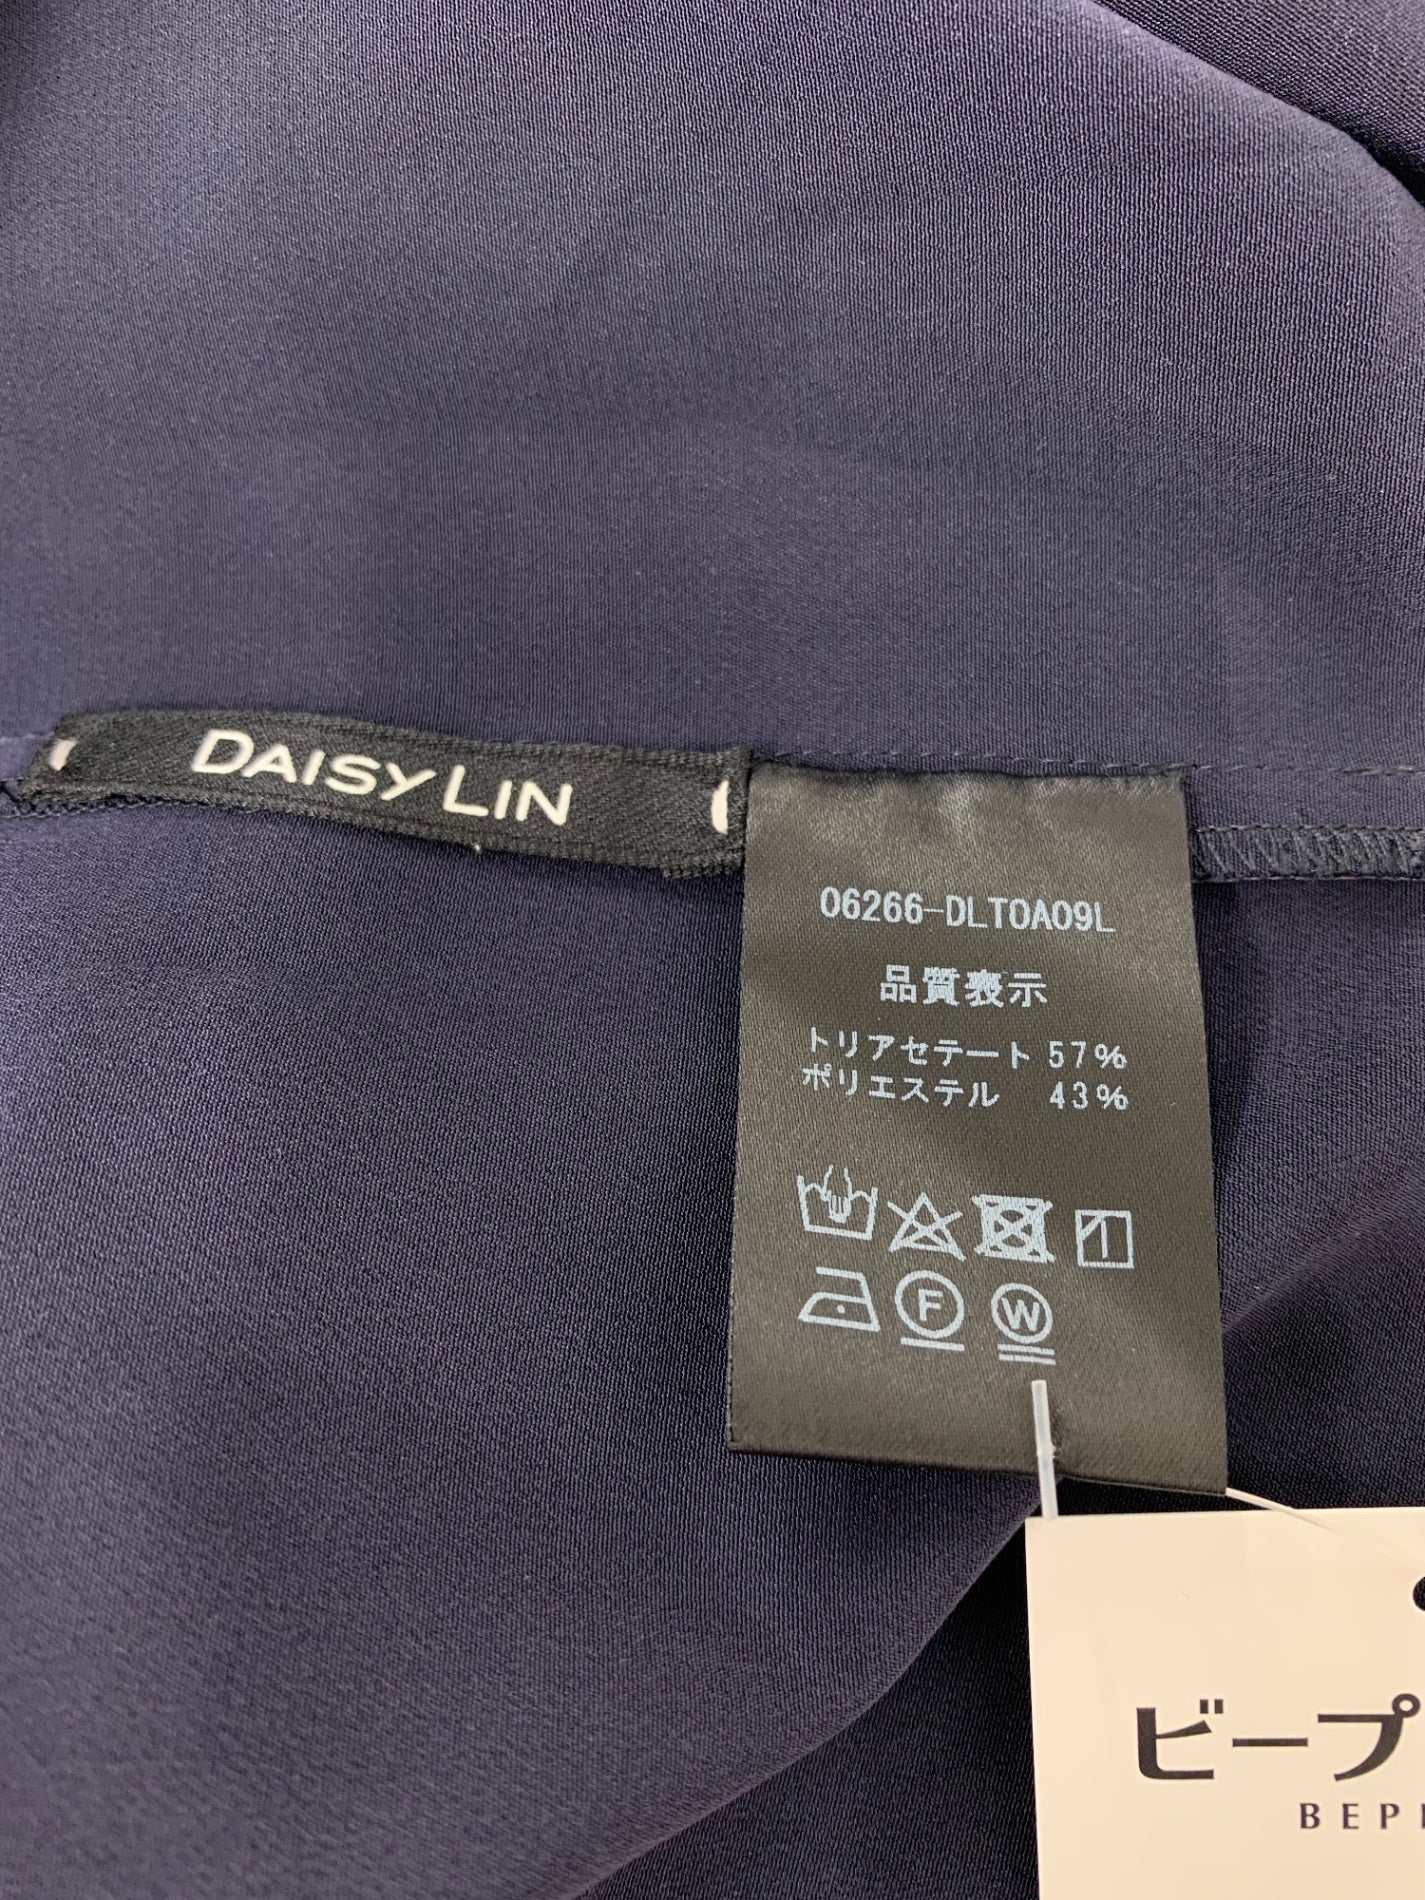 DAISY LIN
06266-DLT0A09L
品質表示
トリアセテート 57%
ポリエステル 43%
F
W
ビープ
BEP